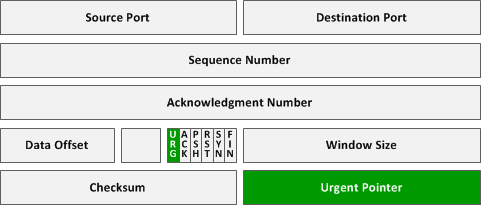 Source Port Destination Port
Sequence Number
Acknowledgment Number
Data Offset URG ACK PSH RST SYN FIN Window Size
Checksum Urgent Pointer